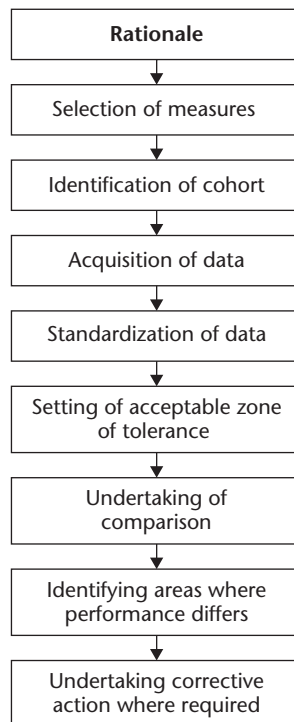 Rationale
Selection of measures
Identification of cohort
Acquisition of data
Standardization of data
Setting of acceptable zone
of tolerance
Undertaking of
comparison
Identifying areas where
performance differs
Undertaking corrective
action where required